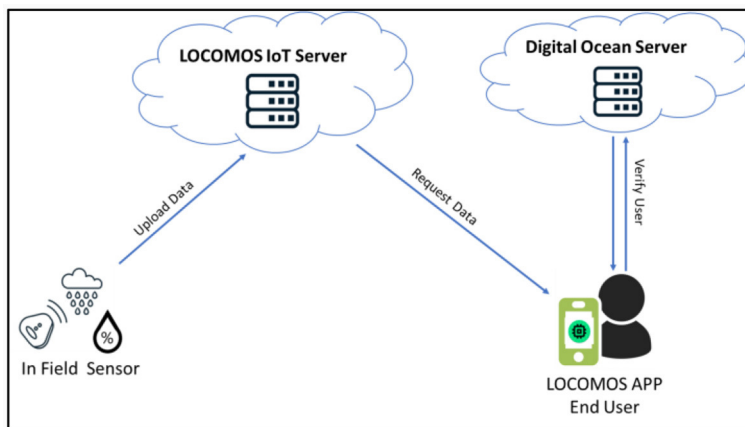 LOCOMOS IoT Server
Digital Ocean Server
Upload Data
Request Data
Verify User
%
In Field Sensor
LOCOMOS APP
End User